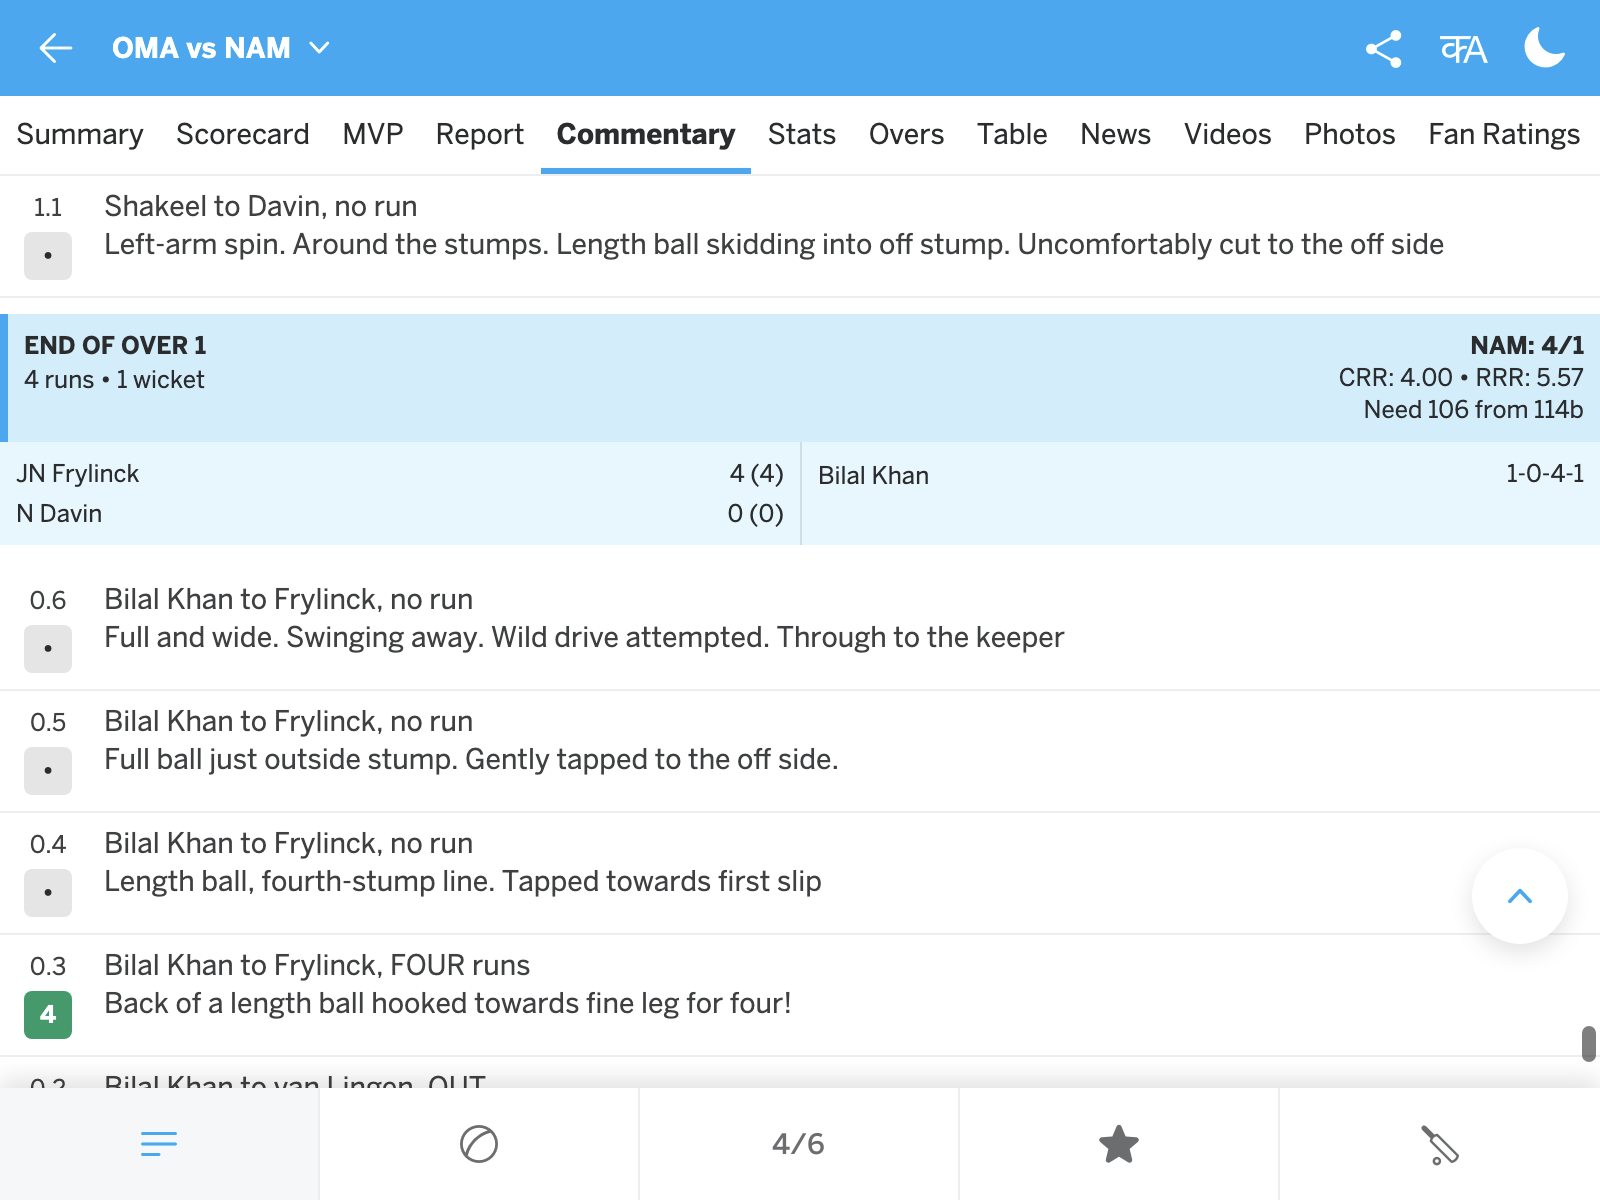 OMA vs NAM
क A
Summary Scorecard MVP Report Commentary Stats Overs Table News Videos Photos Fan Ratings
1.1 Shakeel to Davin, no run
• Left-arm spin. Around the stumps. Length ball skidding into off stump. Uncomfortably cut to the off side
END OF OVER 1 NAM: 4/1
4 runs • 1 wicket CRR: 4.00 • RRR: 5.57
Need 106 from 114b
JN Frylinck 4 (4) Bilal Khan 1-0-4-1
N Davin 0 (0)
0.6 Bilal Khan to Frylinck, no run
• Full and wide. Swinging away. Wild drive attempted. Through to the keeper
0.5 Bilal Khan to Frylinck, no run
• Full ball just outside stump. Gently tapped to the off side.
0.4 Bilal Khan to Frylinck, no run
• Length ball, fourth-stump line. Tapped towards first slip
0.3 Bilal Khan to Frylinck, FOUR runs
4 Back of a length ball hooked towards fine leg for four!
0.2 Bilal Khan to van Lingen, OUT
4/6